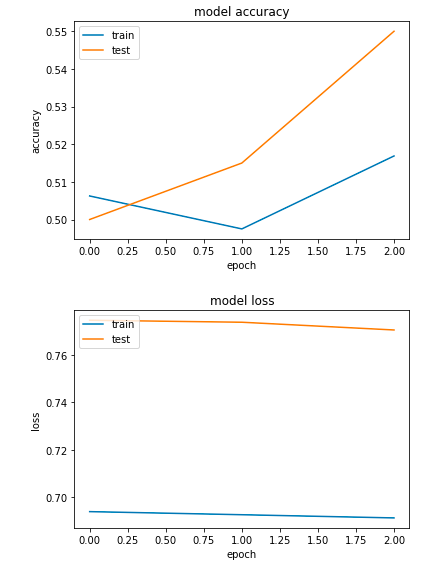 model accuracy
train
test
0.55
0.54
0.53
0.52
0.51
0.50
accuracy
0.00 0.25 0.50 0.75 1.00 1.25 1.50 1.75 2.00
epoch
model loss
train
test
0.76
0.74
0.72
0.70
loss
0.00 0.25 0.50 0.75 1.00 1.25 1.50 1.75 2.00
epoch